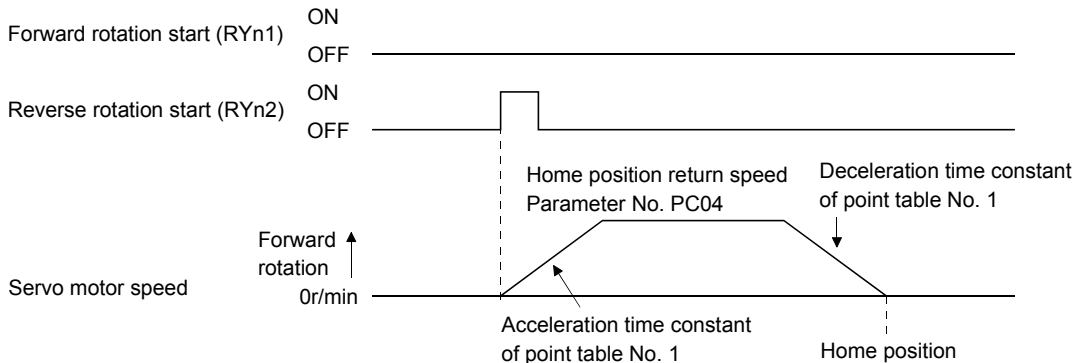 ON
Forward rotation start (RYn1)
OFF
ON
Reverse rotation start (RYn2)
OFF
Home position return speed
Parameter No. PC04
Deceleration time constant
of point table No. 1
Forward
rotation
Servo motor speed
0r/min
Acceleration time constant
of point table No. 1
Home position